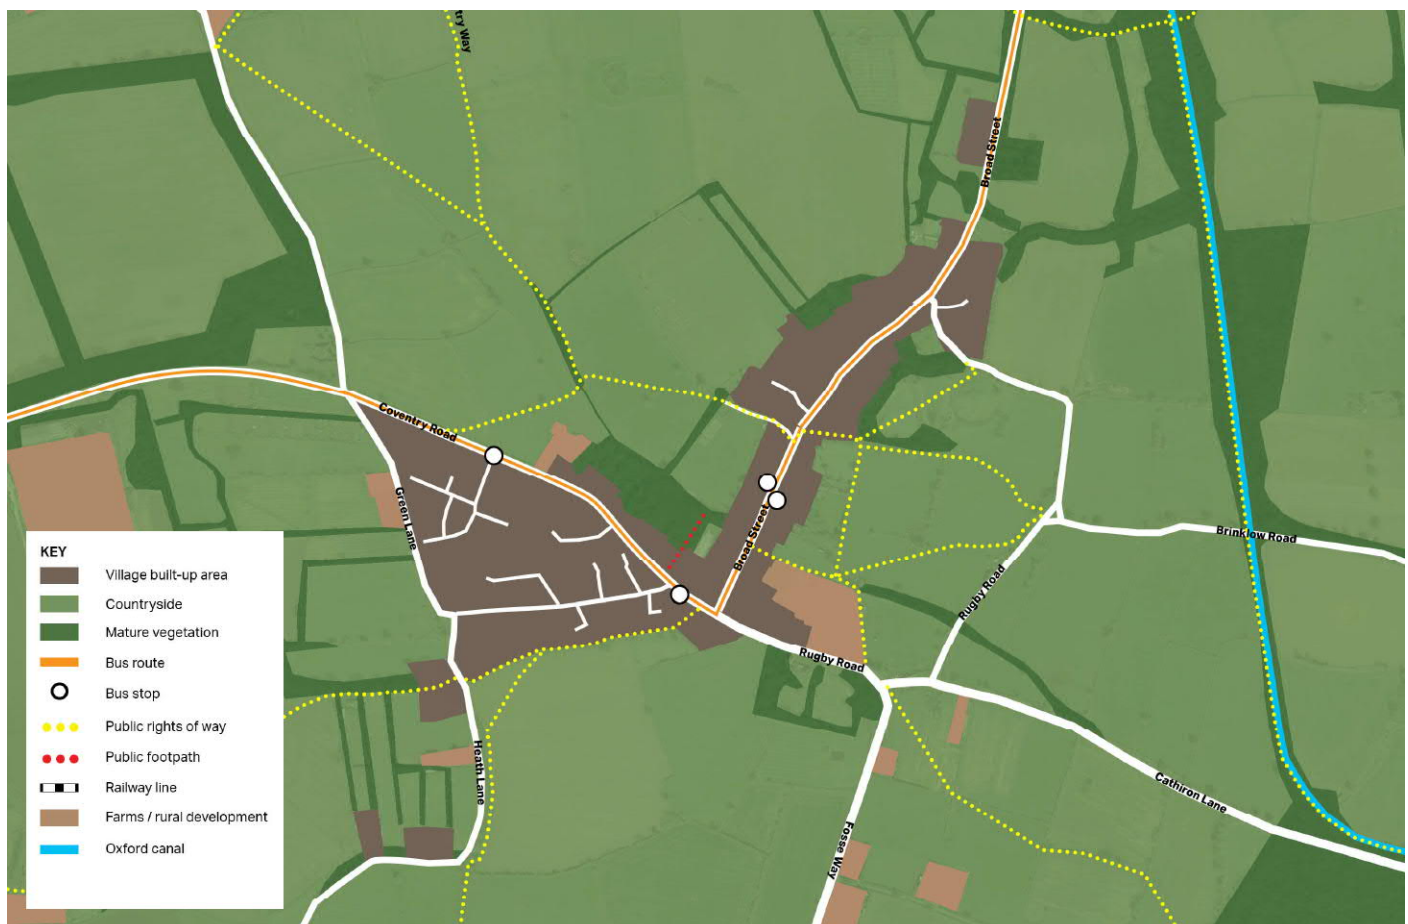 try Way
Broad Street
Coventry Road
Green Lane
Broad Street
Brinklow Road
Rugby Road
Rugby Road
Heath Lane
Cathiron Lane
Fosse Way
KEY
Village built-up area
Countryside
Mature vegetation
Bus route
Bus stop
Public rights of way
Public footpath
Railway line
Farms / rural development
Oxford canal